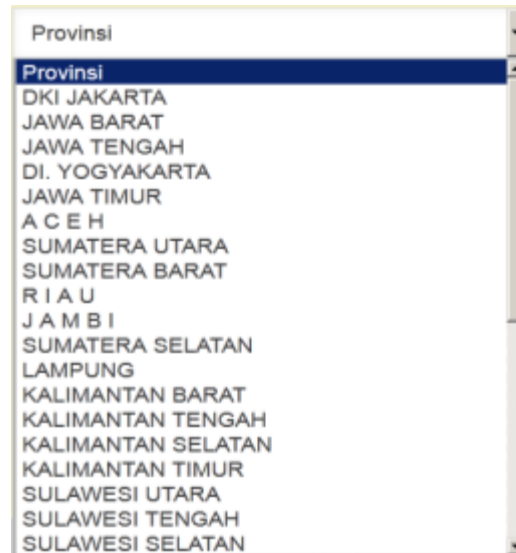 Provinsi
Provinsi
DKI JAKARTA
JAWA BARAT
JAWA TENGAH
DI. YOGYAKARTA
JAWA TIMUR
A C E H
SUMATERA UTARA
SUMATERA BARAT
R I A U
J A M B I
SUMATERA SELATAN
LAMPUNG
KALIMANTAN BARAT
KALIMANTAN TENGAH
KALIMANTAN SELATAN
KALIMANTAN TIMUR
SULAWESI UTARA
SULAWESI TENGAH
SULAWESI SELATAN